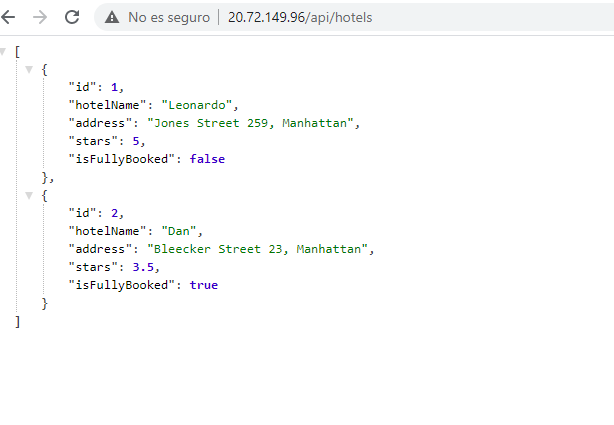 No es seguro | 20.72.149.96/api/hotels
[
{
"id": 1,
"hotelName": "Leonardo",
"address": "Jones Street 259, Manhattan",
"stars": 5,
"isFullyBooked": false
},
{
"id": 2,
"hotelName": "Dan",
"address": "Bleecker Street 23, Manhattan",
"stars": 3.5,
"isFullyBooked": true
}
]